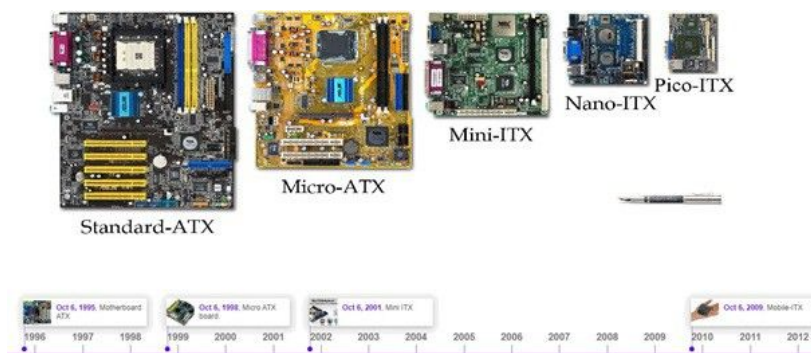 Pico-ITX
Nano-ITX
Mini-ITX
Micro-ATX
Standard-ATX
Oct 6, 1995, Motherboard ATX
Oct 6, 1998, Micro ATX board
Oct 6, 2001, Mini ITX
Oct 6, 2009, Mobile-ITX
1996 1997 1998 1999 2000 2001 2002 2003 2004 2005 2006 2007 2008 2009 2010 2011 2012